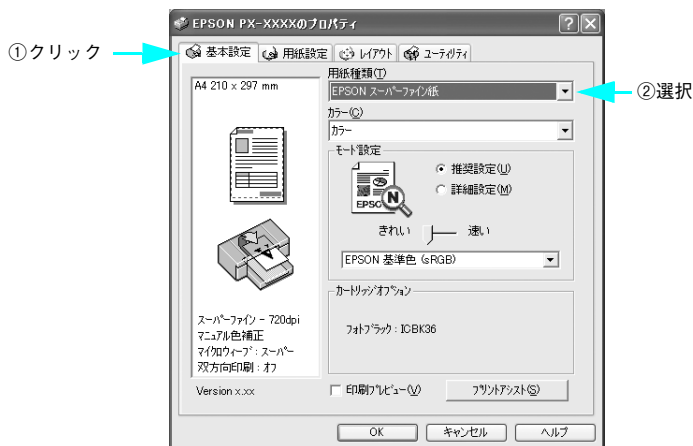 EPSON PX-XXXXのプロパティ
①クリック
基本設定
用紙設定
レイアウト
ユーティリティ
A4 210 x 297 mm
用紙種類(T)
EPSON スーパーファイン紙
②選択
カラー(C)
カラー
モード設定
推奨設定(U)
詳細設定(M)
EPSO
N
きれい
速い
EPSON 基準色 (sRGB)
カートリッジオプション
フォトブラック : ICBK36
スーパーファイン - 720dpi
マニュアル色補正
マイクロウィーブ : スーパー
双方向印刷 : オフ
Version x.xx
印刷プレビュー(V)
プリントアシスト(S)
OK
キャンセル
ヘルプ